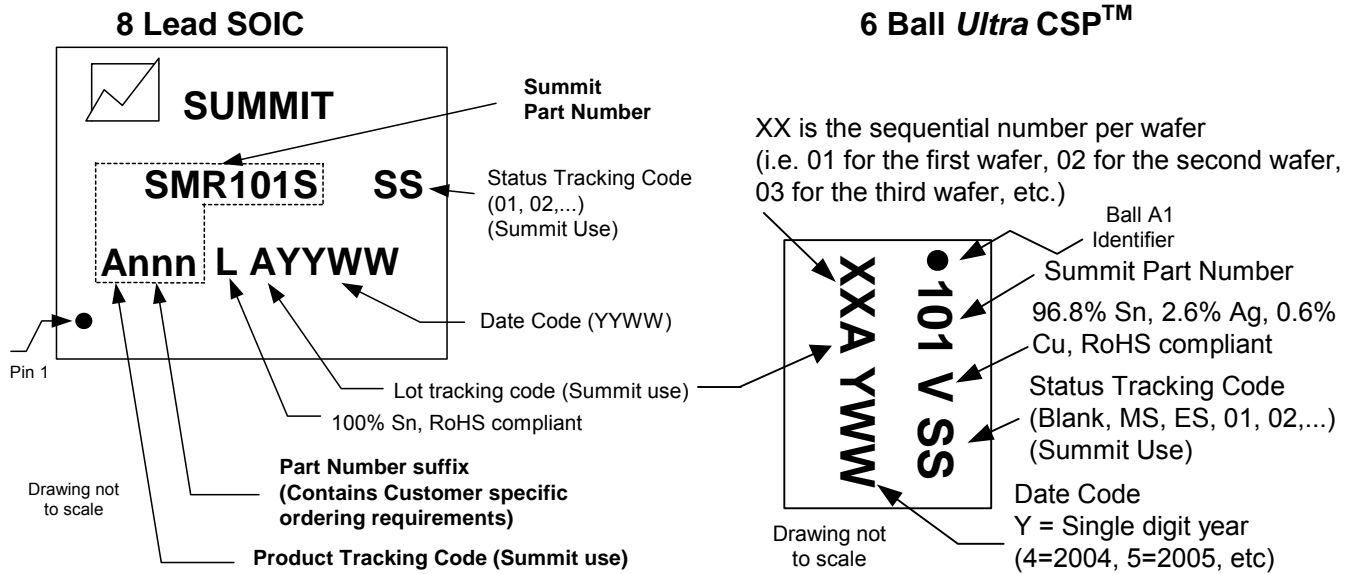 8 Lead SOIC
SUMMIT
Summit
Part Number
SMR101S SS
Status Tracking Code
(01, 02,...)
(Summit Use)
Annn L AYYWW
Date Code (YYWW)
Pin 1
Lot tracking code (Summit use)
100% Sn, RoHS compliant
Part Number suffix
(Contains Customer specific
ordering requirements)
Drawing not
to scale
Product Tracking Code (Summit use)
6 Ball Ultra CSP™
XX is the sequential number per wafer
(i.e. 01 for the first wafer, 02 for the second wafer,
03 for the third wafer, etc.)
Ball A1
Identifier
Summit Part Number
101 V SS
XXA YWW
96.8% Sn, 2.6% Ag, 0.6%
Cu, RoHS compliant
Status Tracking Code
(Blank, MS, ES, 01, 02,...)
(Summit Use)
Date Code
Y = Single digit year
(4=2004, 5=2005, etc)
Drawing not
to scale